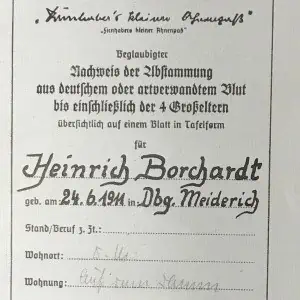 „Dürrhaber's kleiner Ahnenpaß"
Beglaubigter
Nachweis der Abstammung
aus deutschem oder artverwandtem Blut
bis einschließlich der 4 Großeltern
übersichtlich auf einem Blatt in Tafelform
für
Heinrich Borchardt
geb. am 24.6.1911 in: Dbg. Meiderich
Stand/Beruf z. Zt.:
Wohnort:
Wohnung: